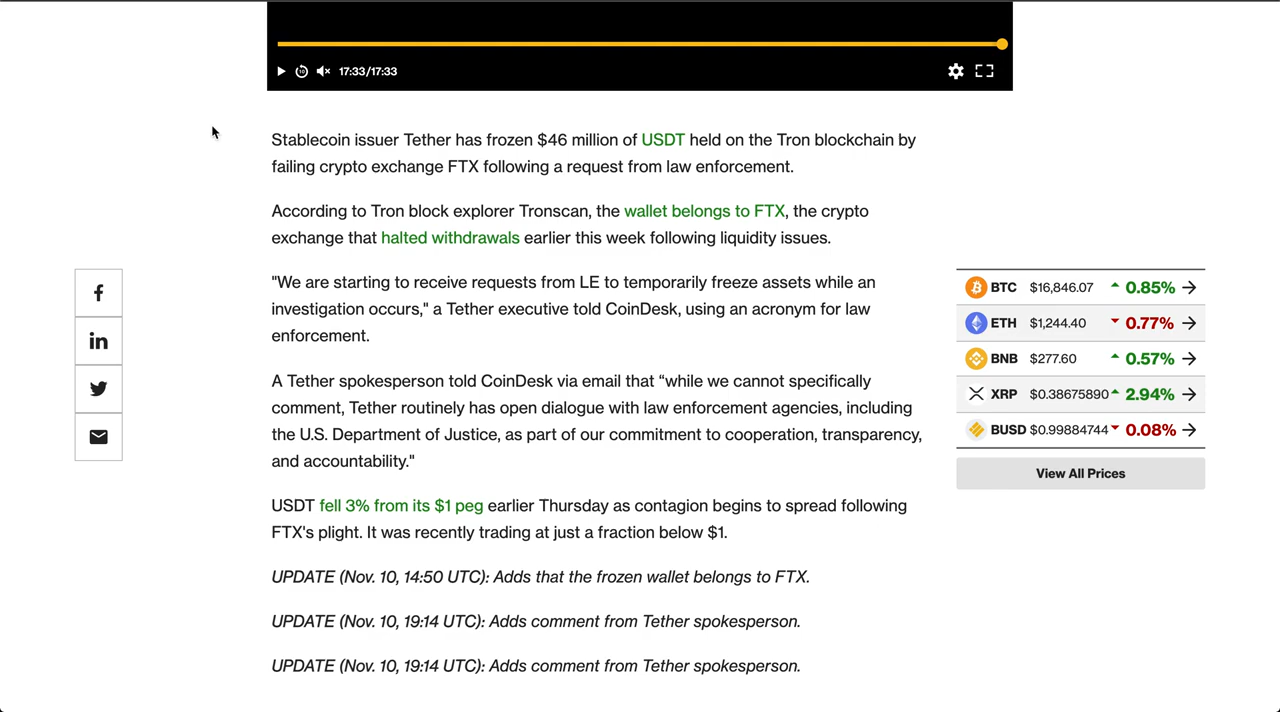 17:33/17:33
Stablecoin issuer Tether has frozen $46 million of USDT held on the Tron blockchain by
failing crypto exchange FTX following a request from law enforcement.
According to Tron block explorer Tronscan, the wallet belongs to FTX, the crypto
exchange that halted withdrawals earlier this week following liquidity issues.
"We are starting to receive requests from LE to temporarily freeze assets while an
investigation occurs," a Tether executive told CoinDesk, using an acronym for law
enforcement.
A Tether spokesperson told CoinDesk via email that “while we cannot specifically
comment, Tether routinely has open dialogue with law enforcement agencies, including
the U.S. Department of Justice, as part of our commitment to cooperation, transparency,
and accountability."
USDT fell 3% from its $1 peg earlier Thursday as contagion begins to spread following
FTX's plight. It was recently trading at just a fraction below $1.
UPDATE (Nov. 10, 14:50 UTC): Adds that the frozen wallet belongs to FTX.
UPDATE (Nov. 10, 19:14 UTC): Adds comment from Tether spokesperson.
UPDATE (Nov. 10, 19:14 UTC): Adds comment from Tether spokesperson.
BTC $16,846.07 0.85%
ETH $1,244.40 0.77%
BNB $277.60 0.57%
XRP $0.38675890 2.94%
BUSD $0.99884744 0.08%
View All Prices